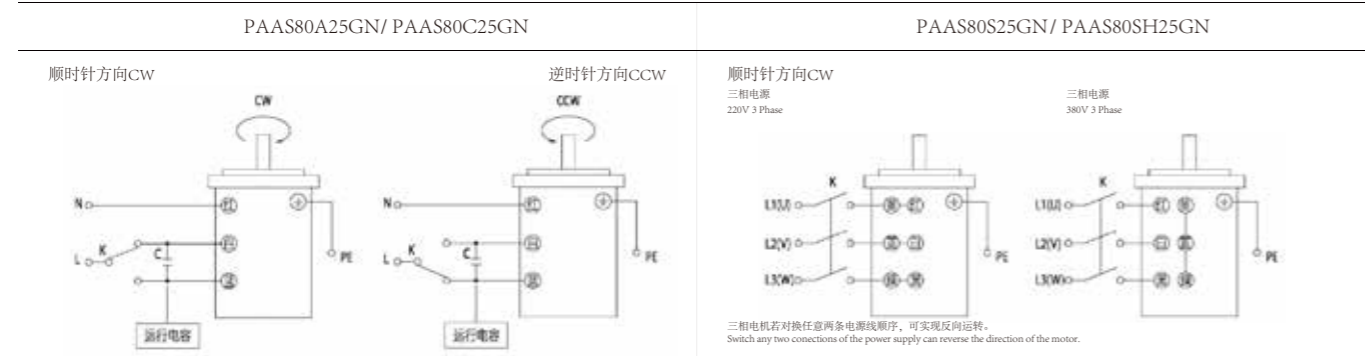 PAAS80A25GN/ PAAS80C25GN
顺时针方向CW
逆时针方向CCW
CW
CCW
N
红
L
K
白
C
PE
运行电容
N
红
L
K
C
PE
运行电容
PAAS80S25GN/ PAAS80SH25GN
顺时针方向CW
三相电源
220V 3 Phase
三相电源
380V 3 Phase
K
L1(U)
红
L2(V)
L3(W)
PE
K
L1(U)
红
L2(V)
L3(W)
PE
三相电机若对换任意两条电源线顺序，可实现反向运转。
Switch any two conections of the power supply can reverse the direction of the motor.